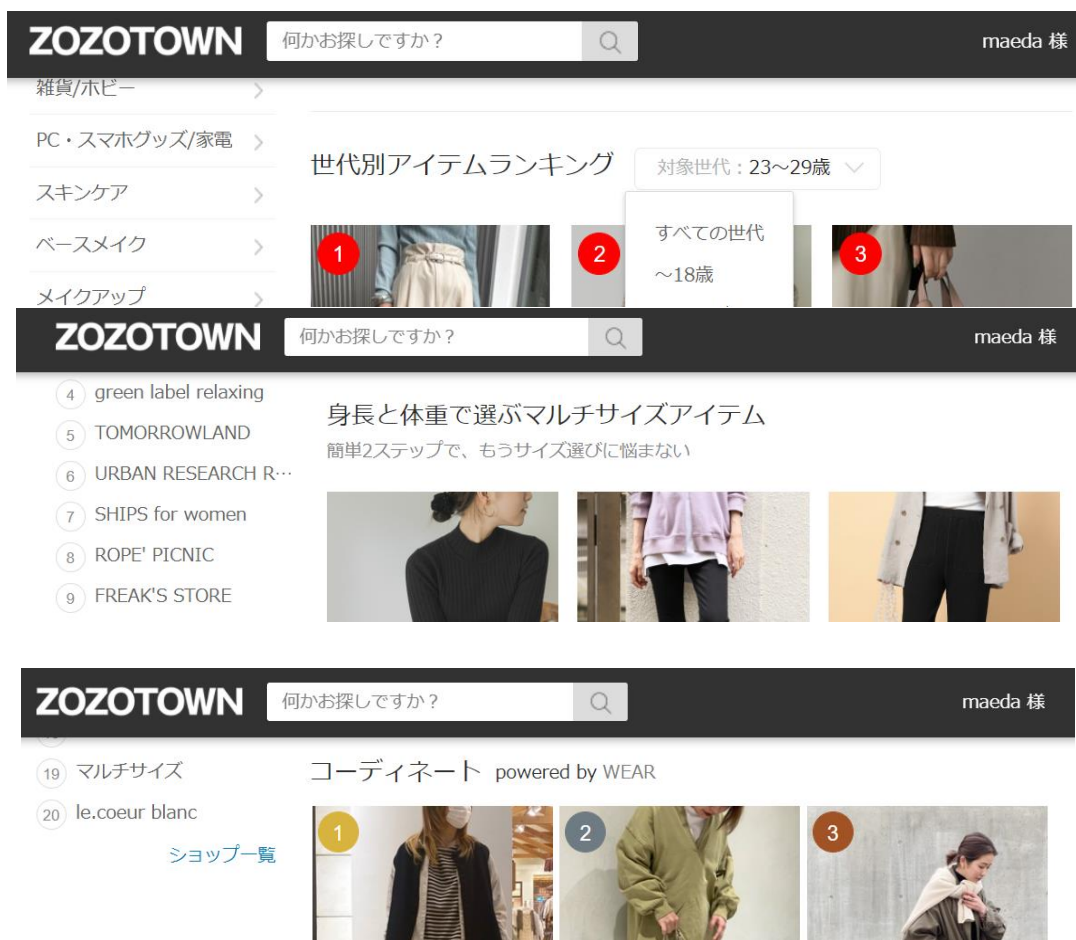 ZOZOTOWN 何かお探しですか？ maeda 様
雑貨/ホビー
PC・スマホグッズ/家電
スキンケア
ベースメイク
メイクアップ
世代別アイテムランキング 対象世代：23～29歳
すべての世代
～18歳
1 2 3
ZOZOTOWN 何かお探しですか？ maeda 様
4 green label relaxing
5 TOMORROWLAND
6 URBAN RESEARCH R…
7 SHIPS for women
8 ROPE' PICNIC
9 FREAK'S STORE
身長と体重で選ぶマルチサイズアイテム
簡単2ステップで、もうサイズ選びに悩まない
ZOZOTOWN 何かお探しですか？ maeda 様
19 マルチサイズ
20 le.coeur blanc
ショップ一覧
コーディネート powered by WEAR
1 2 3